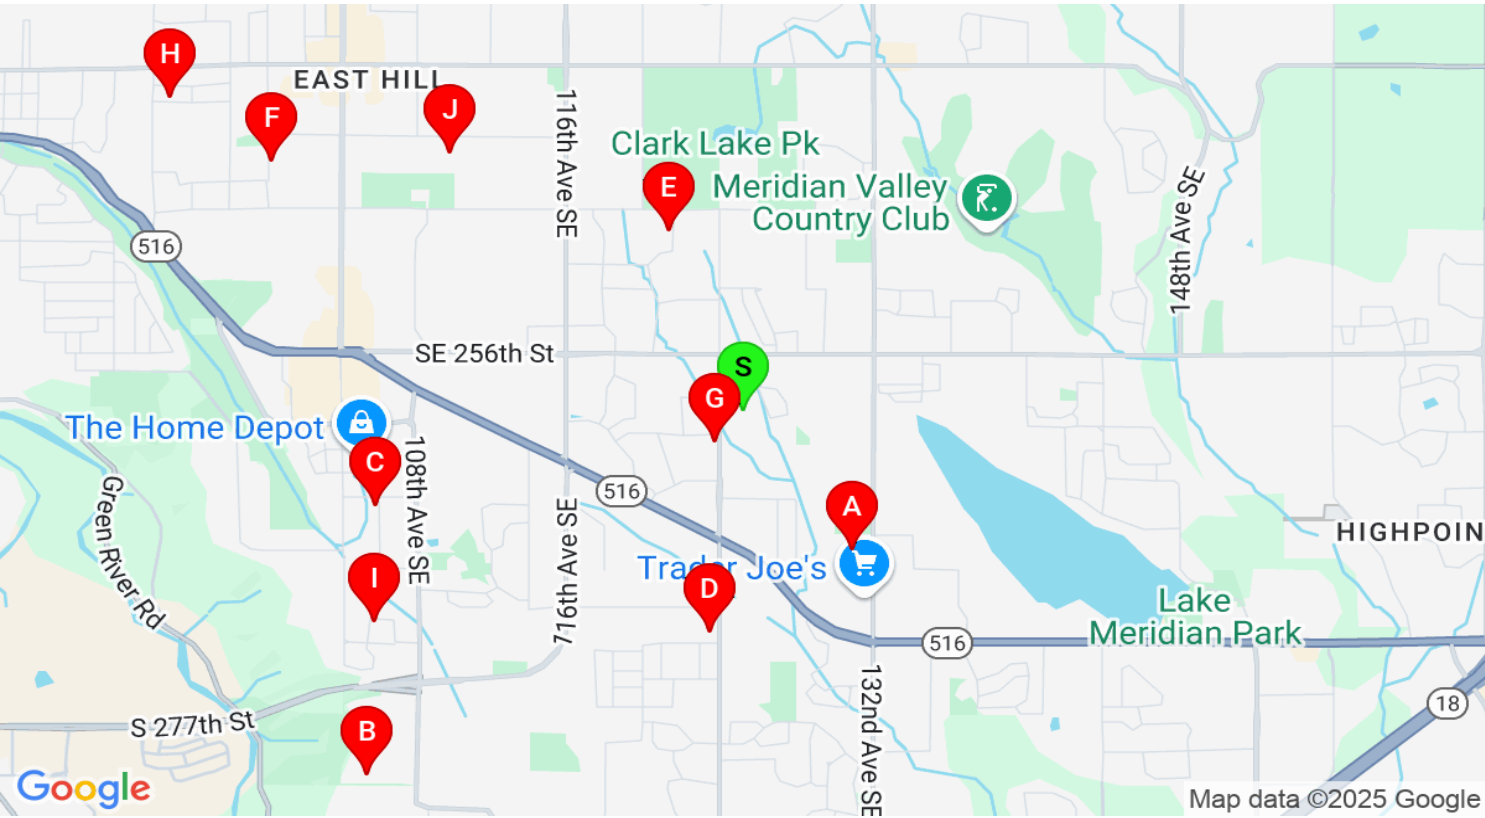 H
F
EAST HILL
J
116th Ave SE
Clark Lake Pk
E
Meridian Valley
Country Club
148th Ave SE
516
SE 256th St
S
G
The Home Depot
C
108th Ave SE
Green River Rd
516
A
HIGHPOIN
716th Ave SE
Trader Joe's
D
I
Lake
Meridian Park
516
132nd Ave SE
18
S 277th St
B
Google
Map data ©2025 Google